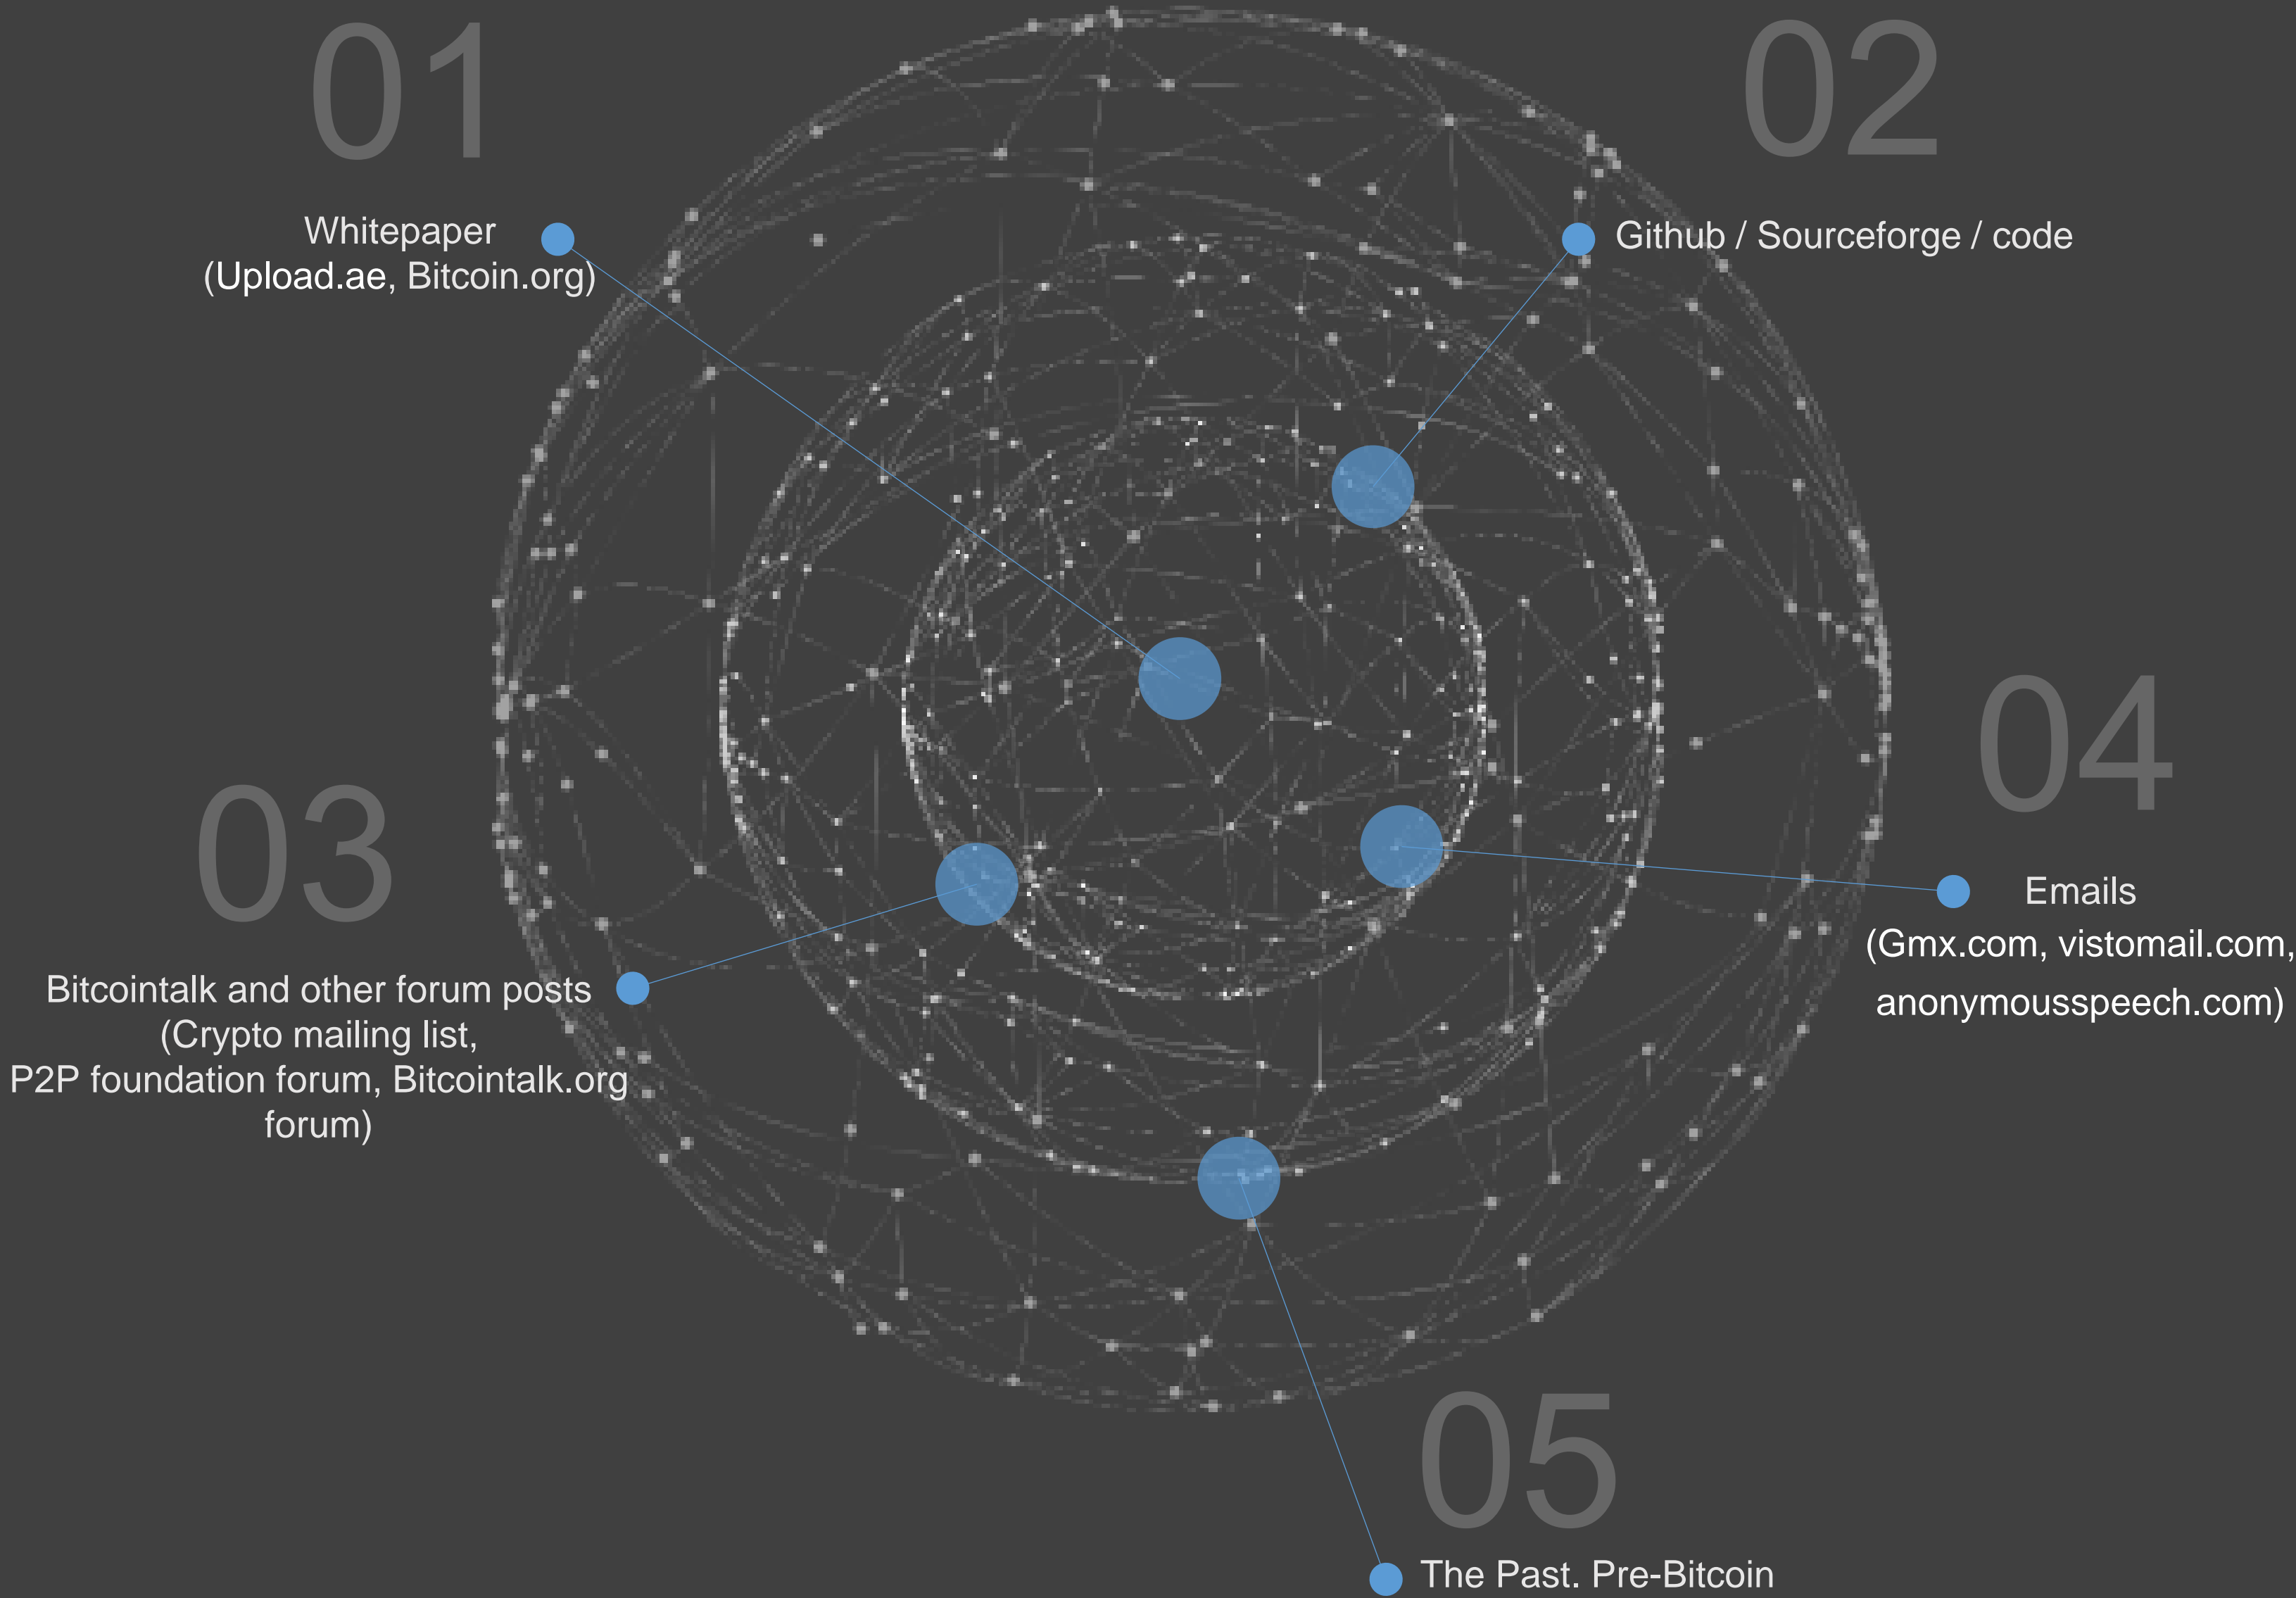 01
Whitepaper
(Upload.ae, Bitcoin.org)
02
Github / Sourceforge / code
03
Bitcointalk and other forum posts
(Crypto mailing list,
P2P foundation forum, Bitcointalk.org
forum)
04
Emails
(Gmx.com, vistomail.com,
anonymousspeech.com)
05
The Past. Pre-Bitcoin